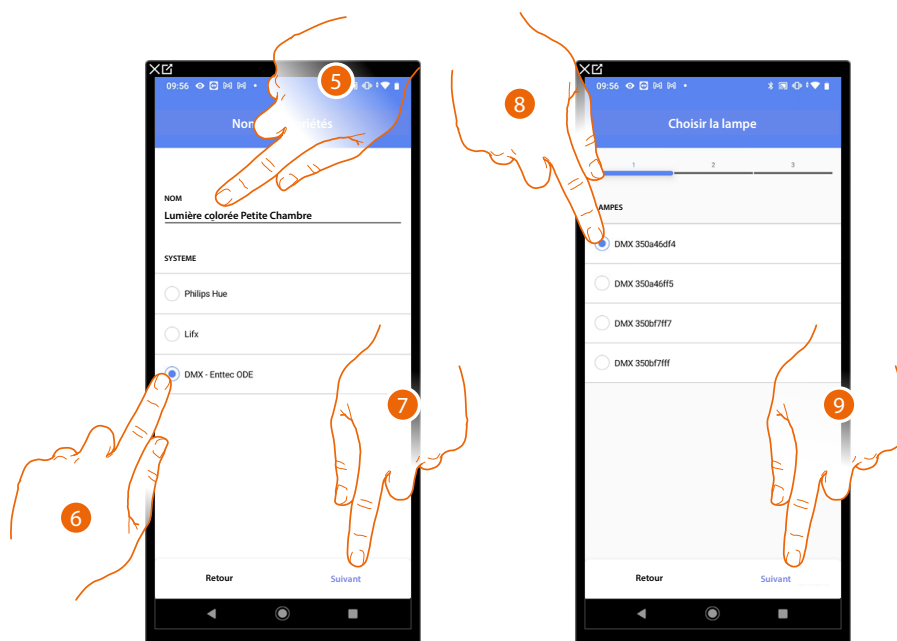 5
09:56
Nom
riétés
NOM
Lumière colorée Petite Chambre
SYSTEME
Philips Hue
Lifx
DMX - Enttec ODE
7
6
Retour
Suivant
8
09:56
Choisir la lampe
1 2 3
AMPES
DMX 350a46df4
DMX 350a46ff5
DMX 350bf7ff7
DMX 350bf7fff
9
Retour
Suivant